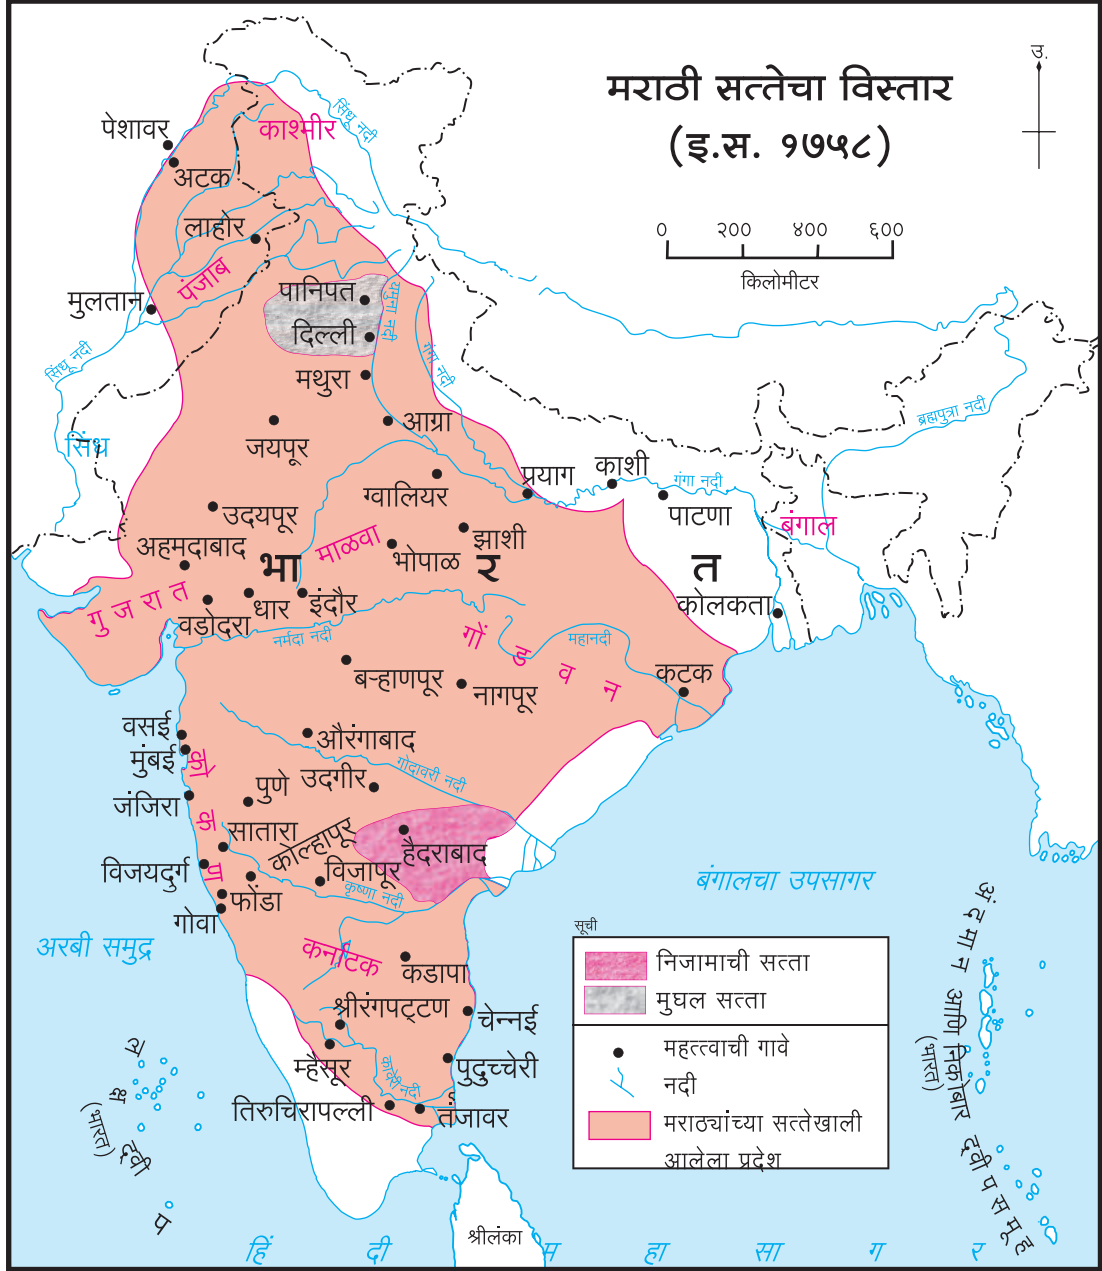 मराठी सत्तेचा विस्तार
(इ.स. १७५८)
उ.
० २०० ४०० ६००
किलोमीटर
काश्मीर
सिंधू नदी
पेशावर
अटक
लाहोर
पंजाब
मुलतान
पानिपत
दिल्ली
यमुना नदी
गंगा नदी
सिंधू नदी
सिंध
मथुरा
आग्रा
जयपूर
ग्वालियर
प्रयाग
काशी
गंगा नदी
पाटणा
ब्रह्मपुत्रा नदी
बंगाल
उदयपूर
अहमदाबाद
माळवा
झाशी
भोपाळ
भा र त
कोलकता
गुजरात
वडोदरा
धार
इंदौर
नर्मदा नदी
गोंडवन
महानदी
कटक
बऱ्हाणपूर
नागपूर
वसई
मुंबई
औरंगाबाद
गोदावरी नदी
कोकण
जंजिरा
पुणे
उदगीर
सातारा
कोल्हापूर
हैदराबाद
विजयदुर्ग
विजापूर
कृष्णा नदी
फोंडा
गोवा
अरबी समुद्र
बंगालचा उपसागर
कर्नाटक
कडापा
श्रीरंगपट्टण
चेन्नई
म्हैसूर
कावेरी नदी
पुदुच्चेरी
तिरुचिरापल्ली
तंजावर
सूची
निजामाची सत्ता
मुघल सत्ता
महत्त्वाची गावे
नदी
मराठ्यांच्या सत्तेखाली
आलेला प्रदेश
अंदमान आणि निकोबार द्वीपसमूह
(भारत)
लक्षद्वीप
(भारत)
श्रीलंका
हिंदी महासागर